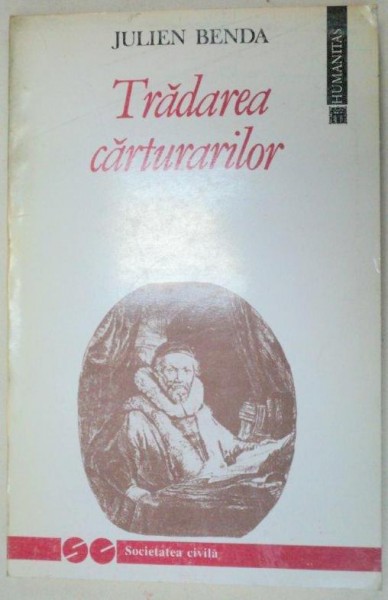 JULIEN BENDA
HUMANITAS
Trădarea
cărturarilor
SC Societatea civilă